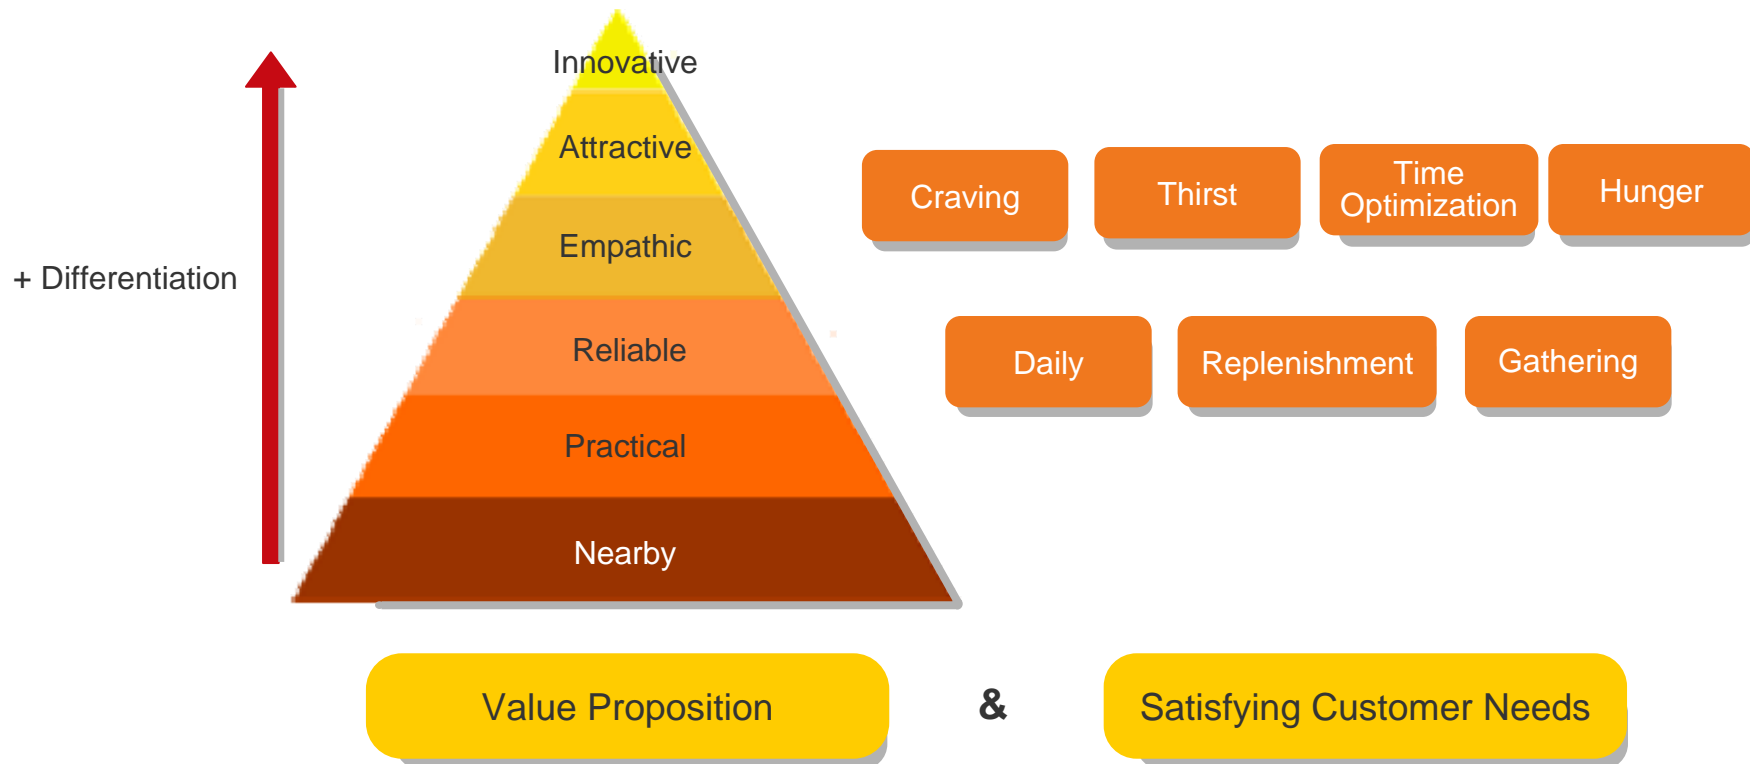 Innovative
Attractive
Empathic
Reliable
Practical
Nearby
+ Differentiation
Craving
Thirst
Time
Optimization
Hunger
Daily
Replenishment
Gathering
Value Proposition
&
Satisfying Customer Needs